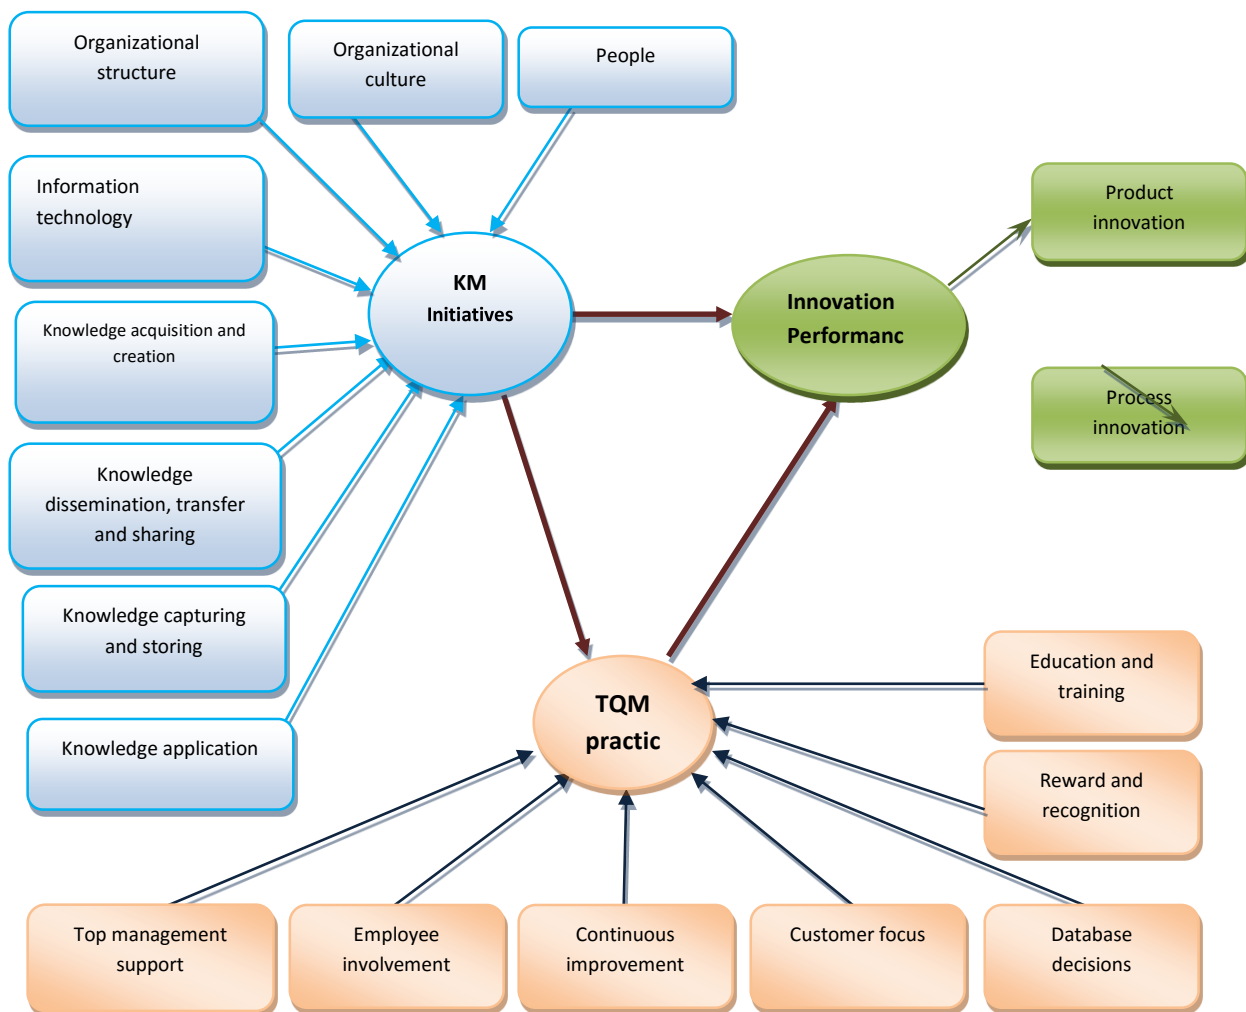 Organizational
structure
Organizational
culture
People
Information
technology
Product
innovation
KM
Initiatives
Innovation
Performanc
Knowledge acquisition and
creation
Process
innovation
Knowledge
dissemination, transfer
and sharing
Knowledge capturing
and storing
Education and
training
TQM
practic
Knowledge application
Reward and
recognition
Top management
support
Employee
involvement
Continuous
improvement
Customer focus
Database
decisions